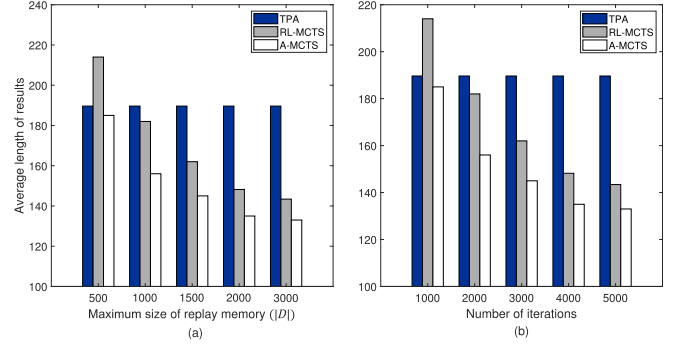 240
220
200
180
160
140
120
100
Average length of results
TPA
RL-MCTS
A-MCTS
500 1000 1500 2000 3000
Maximum size of replay memory (|D|)
(a)
220
200
180
160
140
120
100
TPA
RL-MCTS
A-MCTS
1000 2000 3000 4000 5000
Number of iterations
(b)